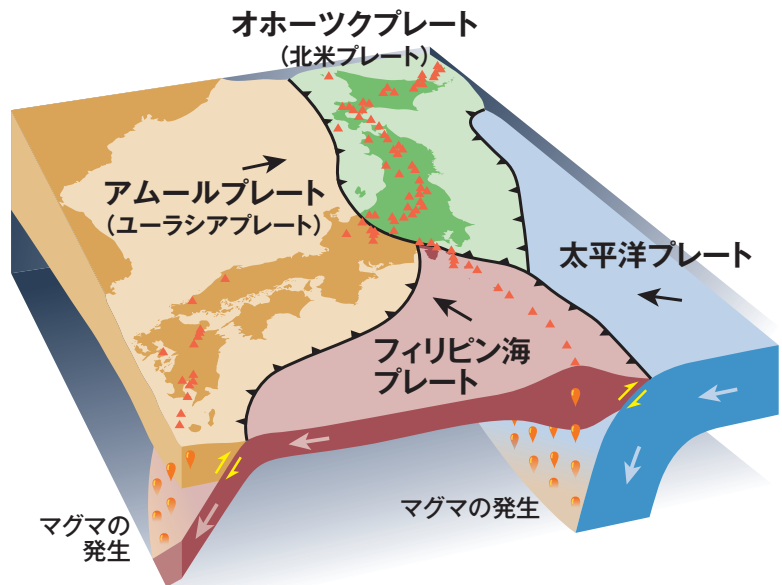 オホーツクプレート
（北米プレート）
アムールプレート
（ユーラシアプレート）
太平洋プレート
フィリピン海
プレート
マグマの発生
マグマの
発生